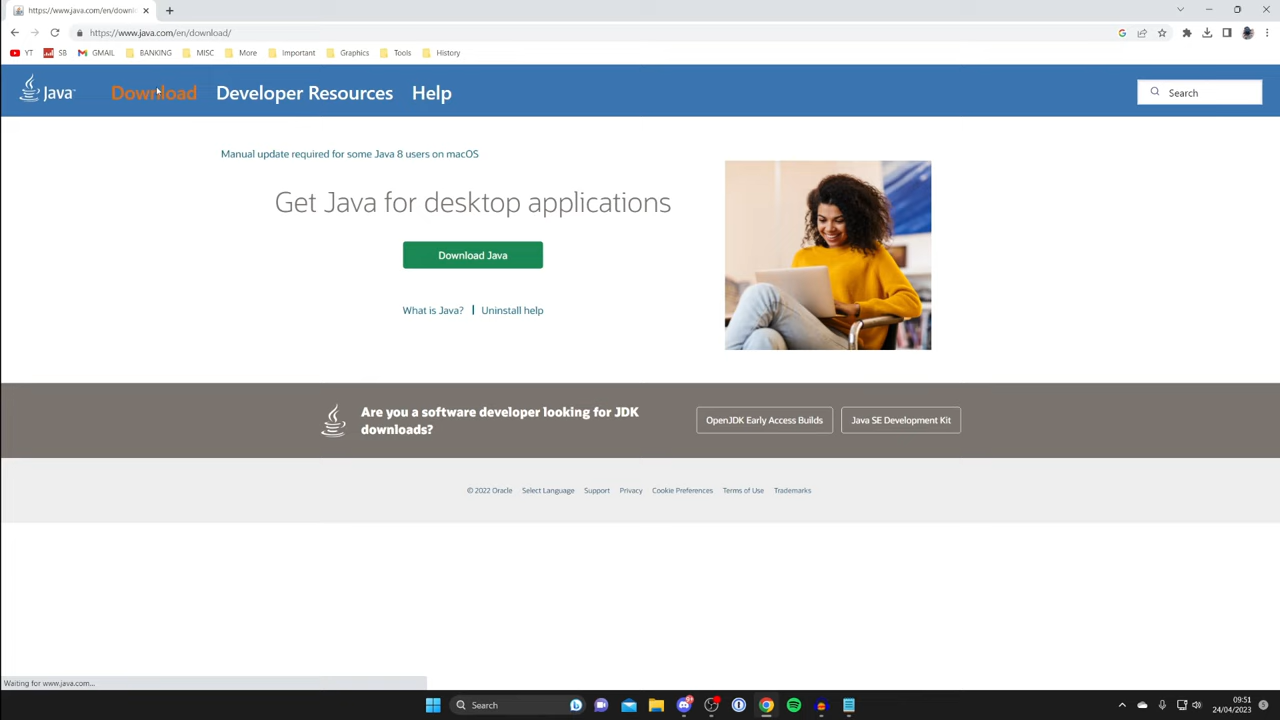 https://www.java.com/en/downl
https://www.java.com/en/download/
YT SB GMAIL BANKING MISC More Important Graphics Tools History
Java Download Developer Resources Help Search
Manual update required for some Java 8 users on macOS
Get Java for desktop applications
Download Java
What is Java? Uninstall help
Are you a software developer looking for JDK
downloads?
OpenJDK Early Access Builds Java SE Development Kit
© 2022 Oracle Select Language Support Privacy Cookie Preferences Terms of Use Trademarks
Waiting for www.java.com...
Search
09:51
24/04/2023